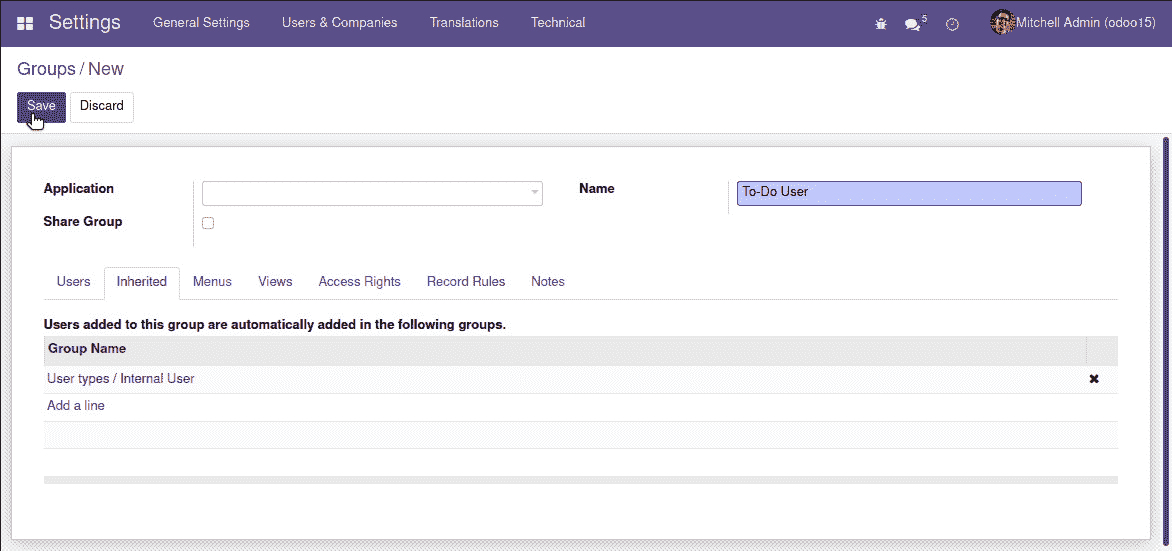 Settings General Settings Users & Companies Translations Technical 5 Mitchell Admin (odoo15)
Groups / New
Save Discard
Application Name To-Do User
Share Group
Users Inherited Menus Views Access Rights Record Rules Notes
Users added to this group are automatically added in the following groups.
Group Name
User types / Internal User
Add a line